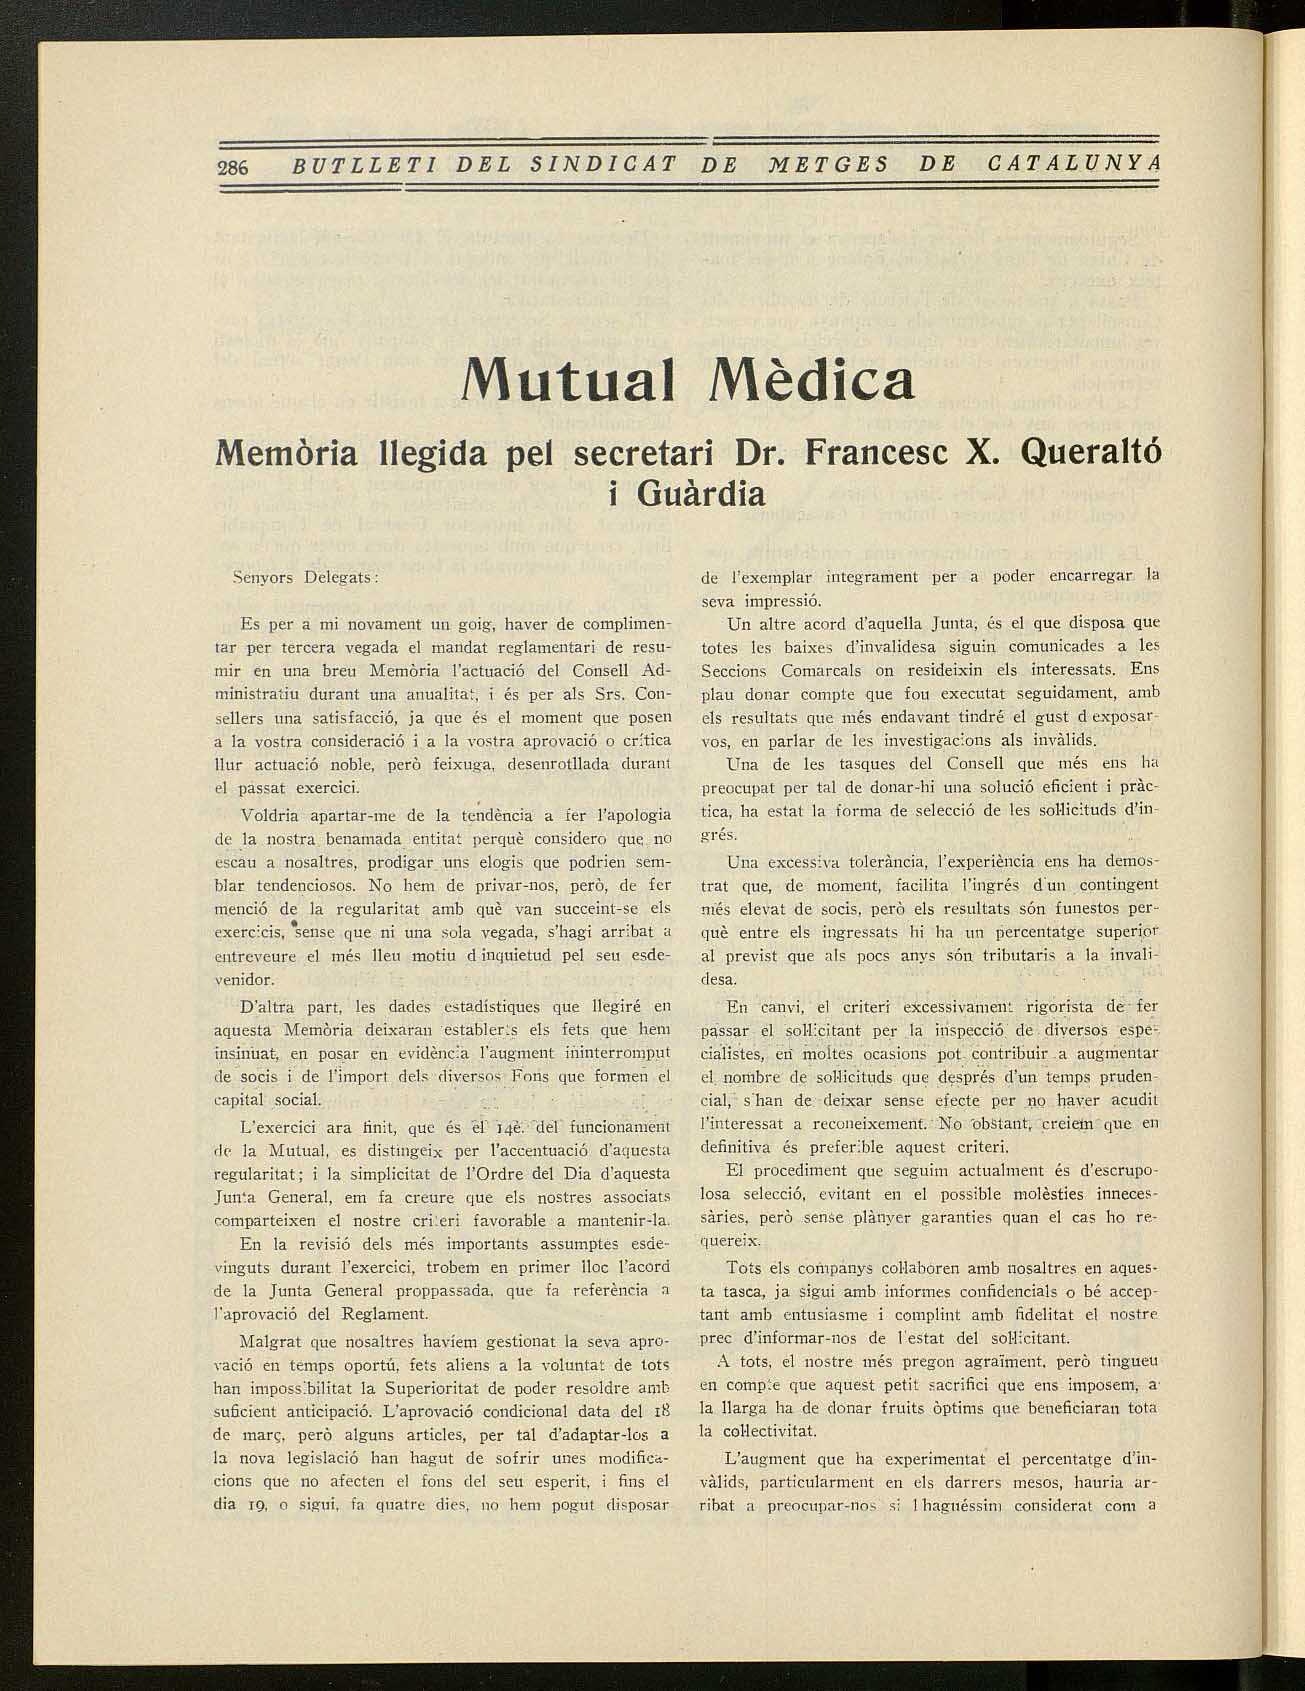 286 BUTLLETI DEL SINDICAT DE METGES DE CATALUNYA
Mutual Mèdica
Memòria llegida pel secretari Dr. Francesc X. Queraltó
i Guàrdia
Senyors Delegats:
Es per a mi novament un goig, haver de complimen-
tar per tercera vegada el mandat reglamentari de resu-
mir en una breu Memòria l'actuació del Consell Ad-
ministratiu durant una anualitat, i és per als Srs. Con-
sellers una satisfacció, ja que és el moment que posen
a la vostra consideració i a la vostra aprovació o crítica
llur actuació noble, però feixuga, desenrotllada durant
el passat exercici.
Voldria apartar-me de la tendència a fer l'apologia
de la nostra benamada entitat perquè considero que no
escau a nosaltres, prodigar uns elogis que podrien sem-
blar tendenciosos. No hem de privar-nos, però, de fer
menció de la regularitat amb què van succeint-se els
exercicis, sense que ni una sola vegada, s'hagi arribat a
entreveure el més lleu motiu d'inquietud pel seu esde-
venidor.
D'altra part, les dades estadístiques que llegiré en
aquesta Memòria deixaran establerts els fets que hem
insinuat, en posar en evidència l'augment ininterromput
de socis i de l'import dels diversos Fons que formen el
capital social.
L'exercici ara finit, que és el 14è. del funcionament
de la Mutual, es distingeix per l'accentuació d'aquesta
regularitat; i la simplicitat de l'Ordre del Dia d'aquesta
Junta General, em fa creure que els nostres associats
comparteixen el nostre criteri favorable a mantenir-la.
En la revisió dels més importants assumptes esde-
vinguts durant l'exercici, trobem en primer lloc l'acord
de la Junta General proppassada, que fa referència a
l'aprovació del Reglament.
Malgrat que nosaltres havíem gestionat la seva apro-
vació en temps oportú, fets aliens a la voluntat de tots
han impossibilitat la Superioritat de poder resoldre amb
suficient anticipació. L'aprovació condicional data del 18
de març, però alguns articles, per tal d'adaptar-los a
la nova legislació han hagut de sofrir unes modifica-
cions que no afecten el fons del seu esperit, i fins el
dia 19, o sigui, fa quatre dies, no hem pogut disposar
de l'exemplar integrament per a poder encarregar la
seva impressió.
Un altre acord d'aquella Junta, és el que disposa que
totes les baixes d'invalidesa siguin comunicades a les
Seccions Comarcals on resideixin els interessats. Ens
plau donar compte que fou executat seguidament, amb
els resultats que més endavant tindré el gust d'exposar-
vos, en parlar de les investigacions als invàlids.
Una de les tasques del Consell que més ens ha
preocupat per tal de donar-hi una solució eficient i pràc-
tica, ha estat la forma de selecció de les sol·licituds d'in-
grés.
Una excessiva tolerància, l'experiència ens ha demos-
trat que, de moment, facilita l'ingrés d'un contingent
més elevat de socis, però els resultats són funestos per-
què entre els ingressats hi ha un percentatge superior
al previst que als pocs anys són tributaris a la invali-
desa.
En canvi, el criteri excessivament rigorista de fer
passar el sol·licitant per la inspecció de diversos espe-
cialistes, en moltes ocasions pot contribuir a augmentar
el nombre de sol·licituds que després d'un temps pruden-
cial, s'han de deixar sense efecte per no haver acudit
l'interessat a reconeixement. No obstant, creiem que en
definitiva és preferible aquest criteri.
El procediment que seguim actualment és d'escrupo-
losa selecció, evitant en el possible molèsties inneces-
sàries, però sense plànyer garanties quan el cas ho re-
quereix.
Tots els companys col·laboren amb nosaltres en aques-
ta tasca, ja sigui amb informes confidencials o bé accep-
tant amb entusiasme i complint amb fidelitat el nostre
prec d'informar-nos de l'estat del sol·licitant.
A tots, el nostre més pregon agraïment, però tingueu
en compte que aquest petit sacrifici que ens imposem, a
la llarga ha de donar fruits òptims que beneficiaran tota
la col·lectivitat.
L'augment que ha experimentat el percentatge d'in-
vàlids, particularment en els darrers mesos, hauria ar-
ribat a preocupar-nos si l'haguéssim considerat com a